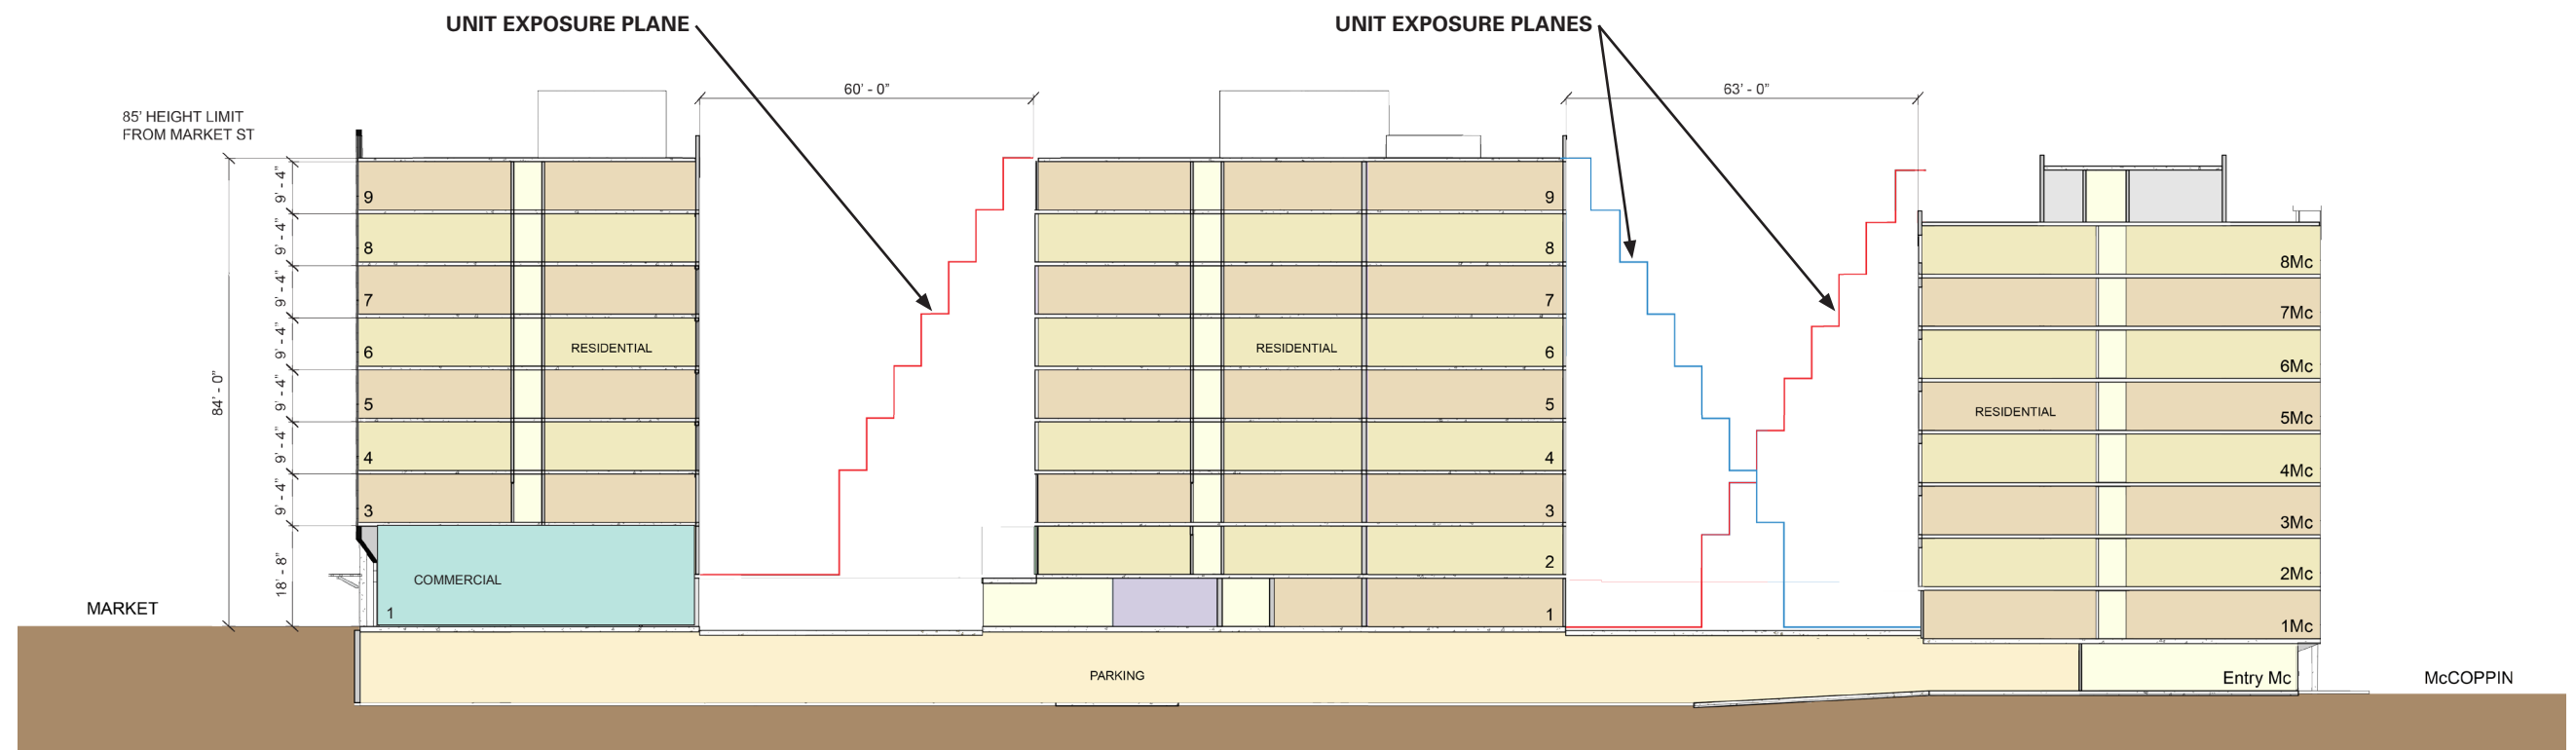 UNIT EXPOSURE PLANE
UNIT EXPOSURE PLANES
60' - 0"
63' - 0"
85' HEIGHT LIMIT
FROM MARKET ST
84' - 0"
9' - 4"
9' - 4"
9' - 4"
9' - 4"
9' - 4"
9' - 4"
9' - 4"
18' - 8"
9
8
7
6
RESIDENTIAL
5
4
3
COMMERCIAL
1
9
8
7
RESIDENTIAL
6
5
4
3
2
1
8Mc
7Mc
6Mc
RESIDENTIAL
5Mc
4Mc
3Mc
2Mc
1Mc
MARKET
PARKING
Entry Mc
McCOPPIN